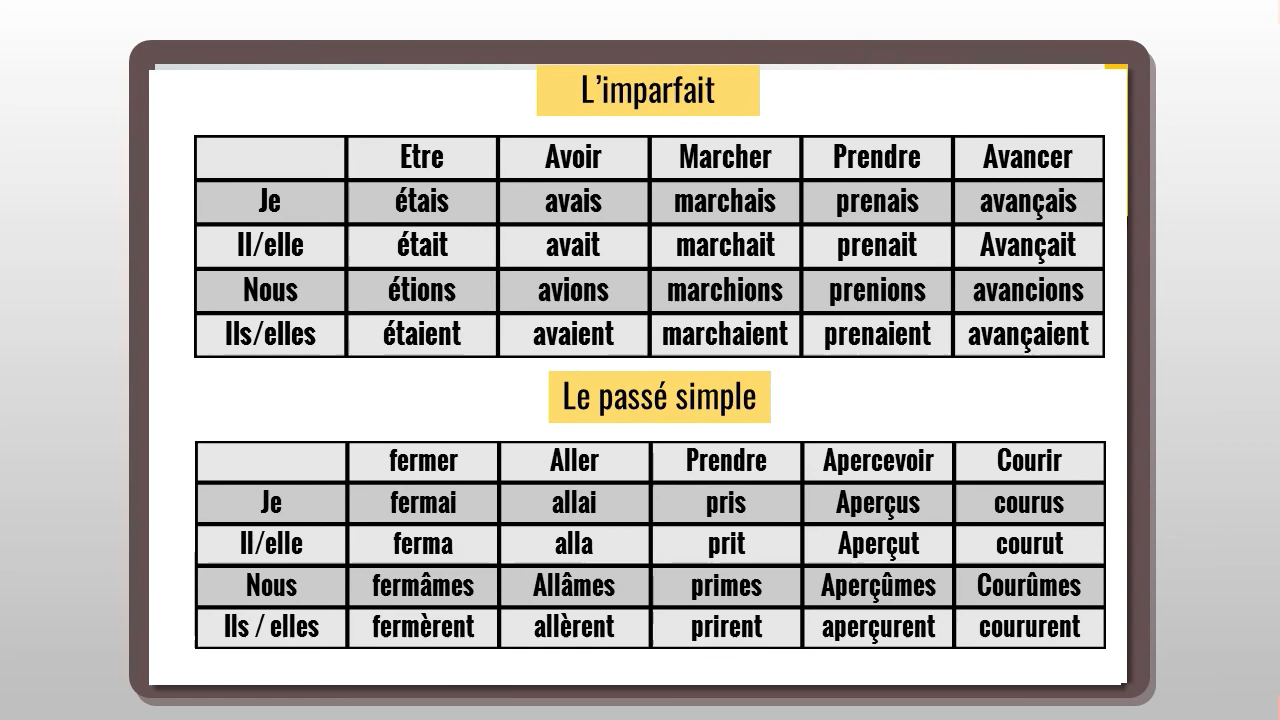 L'imparfait
Etre Avoir Marcher Prendre Avancer
Je étais avais marchais prenais avançais
Il/elle était avait marchait prenait Avançait
Nous étions avions marchions prenions avancions
Ils/elles étaient avaient marchaient prenaient avançaient
Le passé simple
fermer Aller Prendre Apercevoir Courir
Je fermai allai pris Aperçus courus
Il/elle ferma alla prit Aperçut courut
Nous fermâmes Allâmes primes Aperçûmes Courûmes
Ils / elles fermèrent allèrent prirent aperçurent coururent